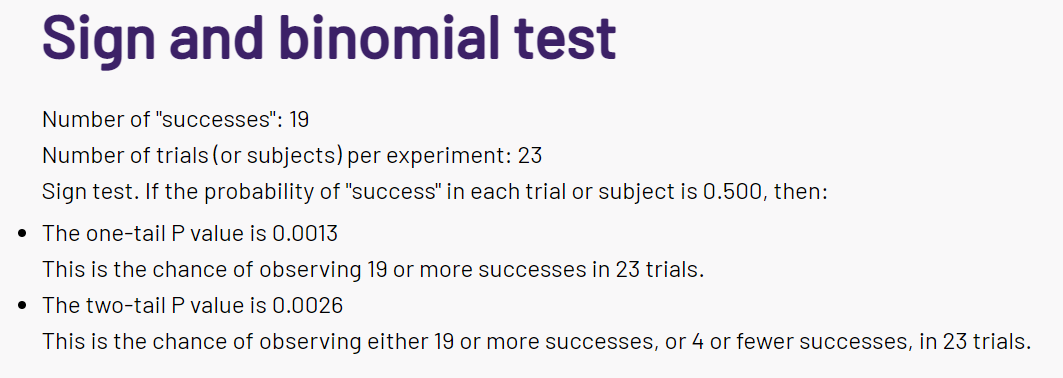 Sign and binomial test
Number of "successes": 19
Number of trials (or subjects) per experiment: 23
Sign test. If the probability of "success" in each trial or subject is 0.500, then:
• The one-tail P value is 0.0013
This is the chance of observing 19 or more successes in 23 trials.
• The two-tail P value is 0.0026
This is the chance of observing either 19 or more successes, or 4 or fewer successes, in 23 trials.